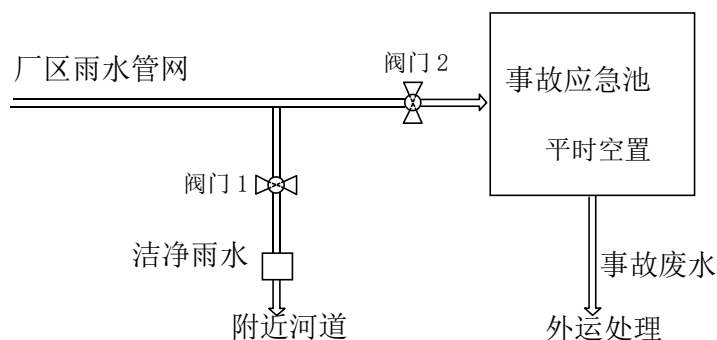 厂区雨水管网
阀门 2
事故应急池
平时空置
阀门 1
洁净雨水
事故废水
附近河道
外运处理